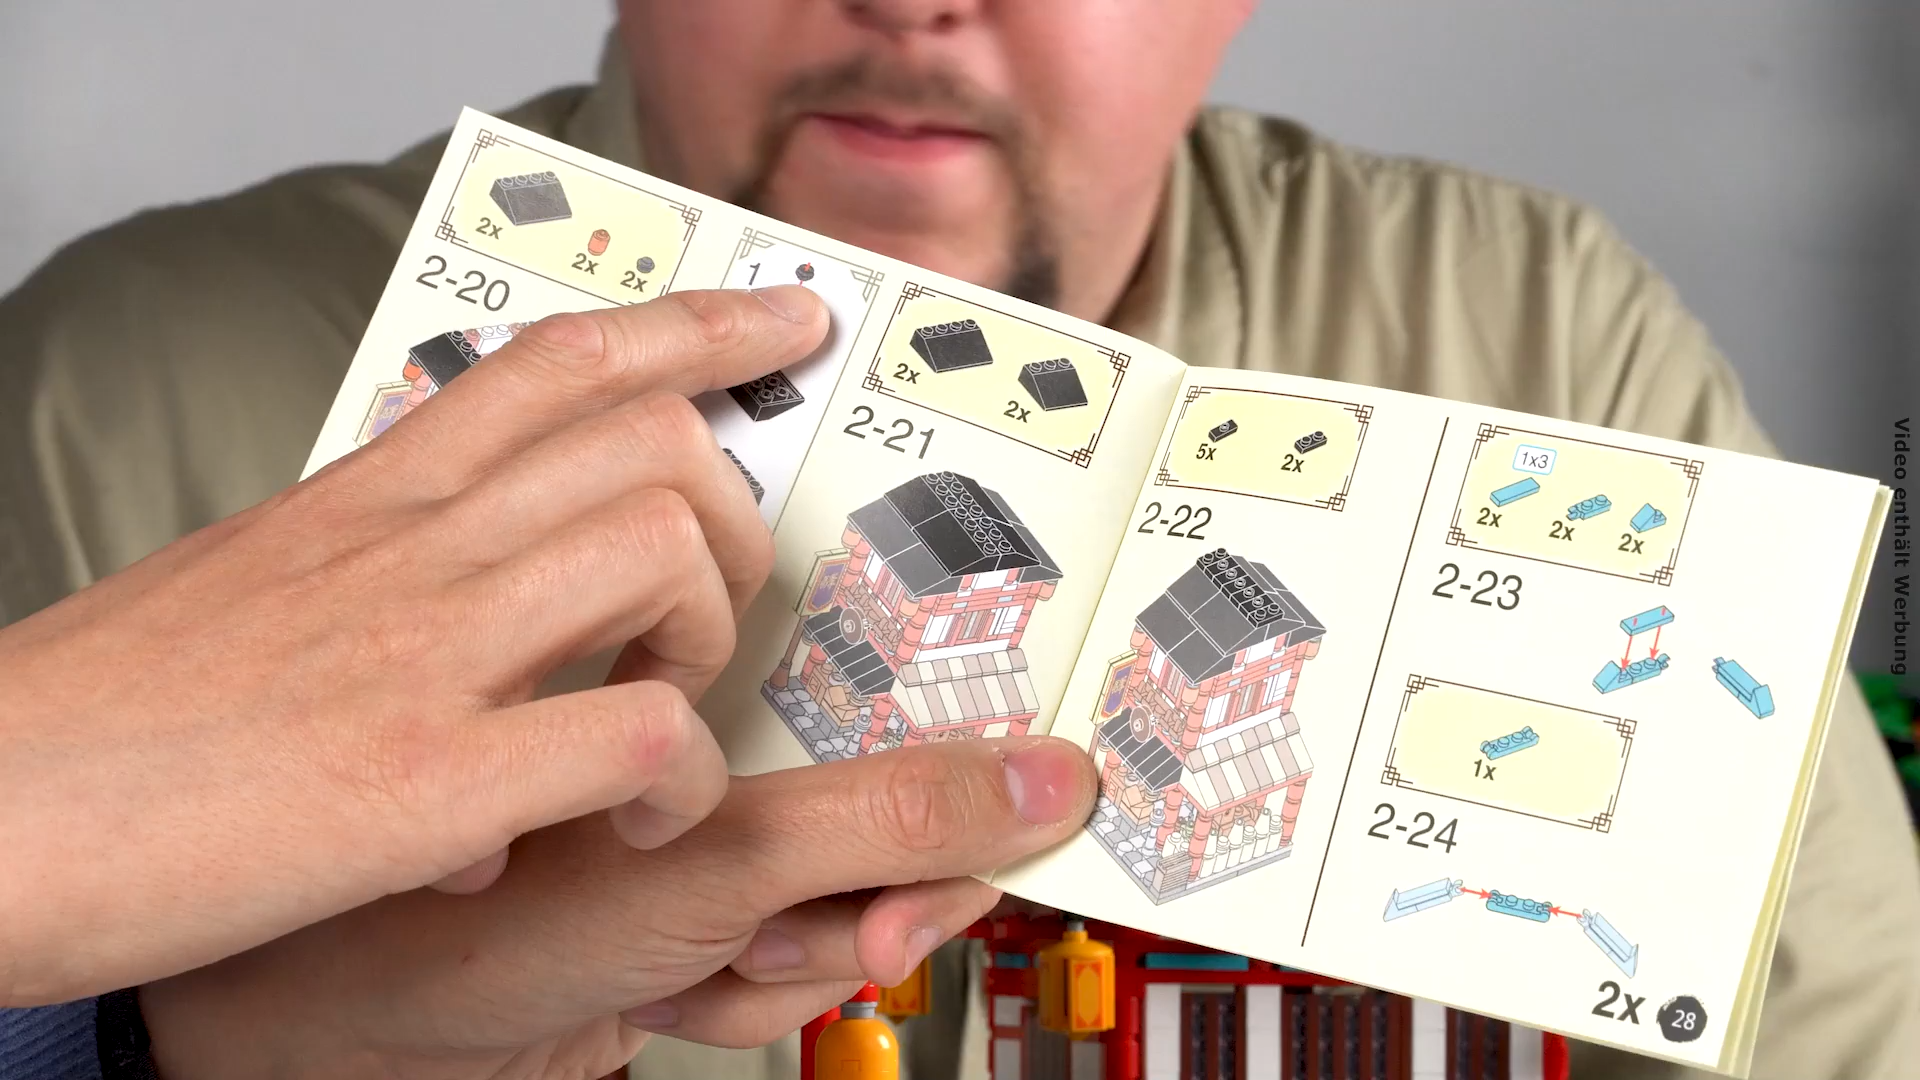 2x
2x
2x
2-20
1
2x
2x
2-21
5x
2x
2-22
1x3
2x
2x
2x
2-23
1x
2-24
2x
28
Video enthält Werbung